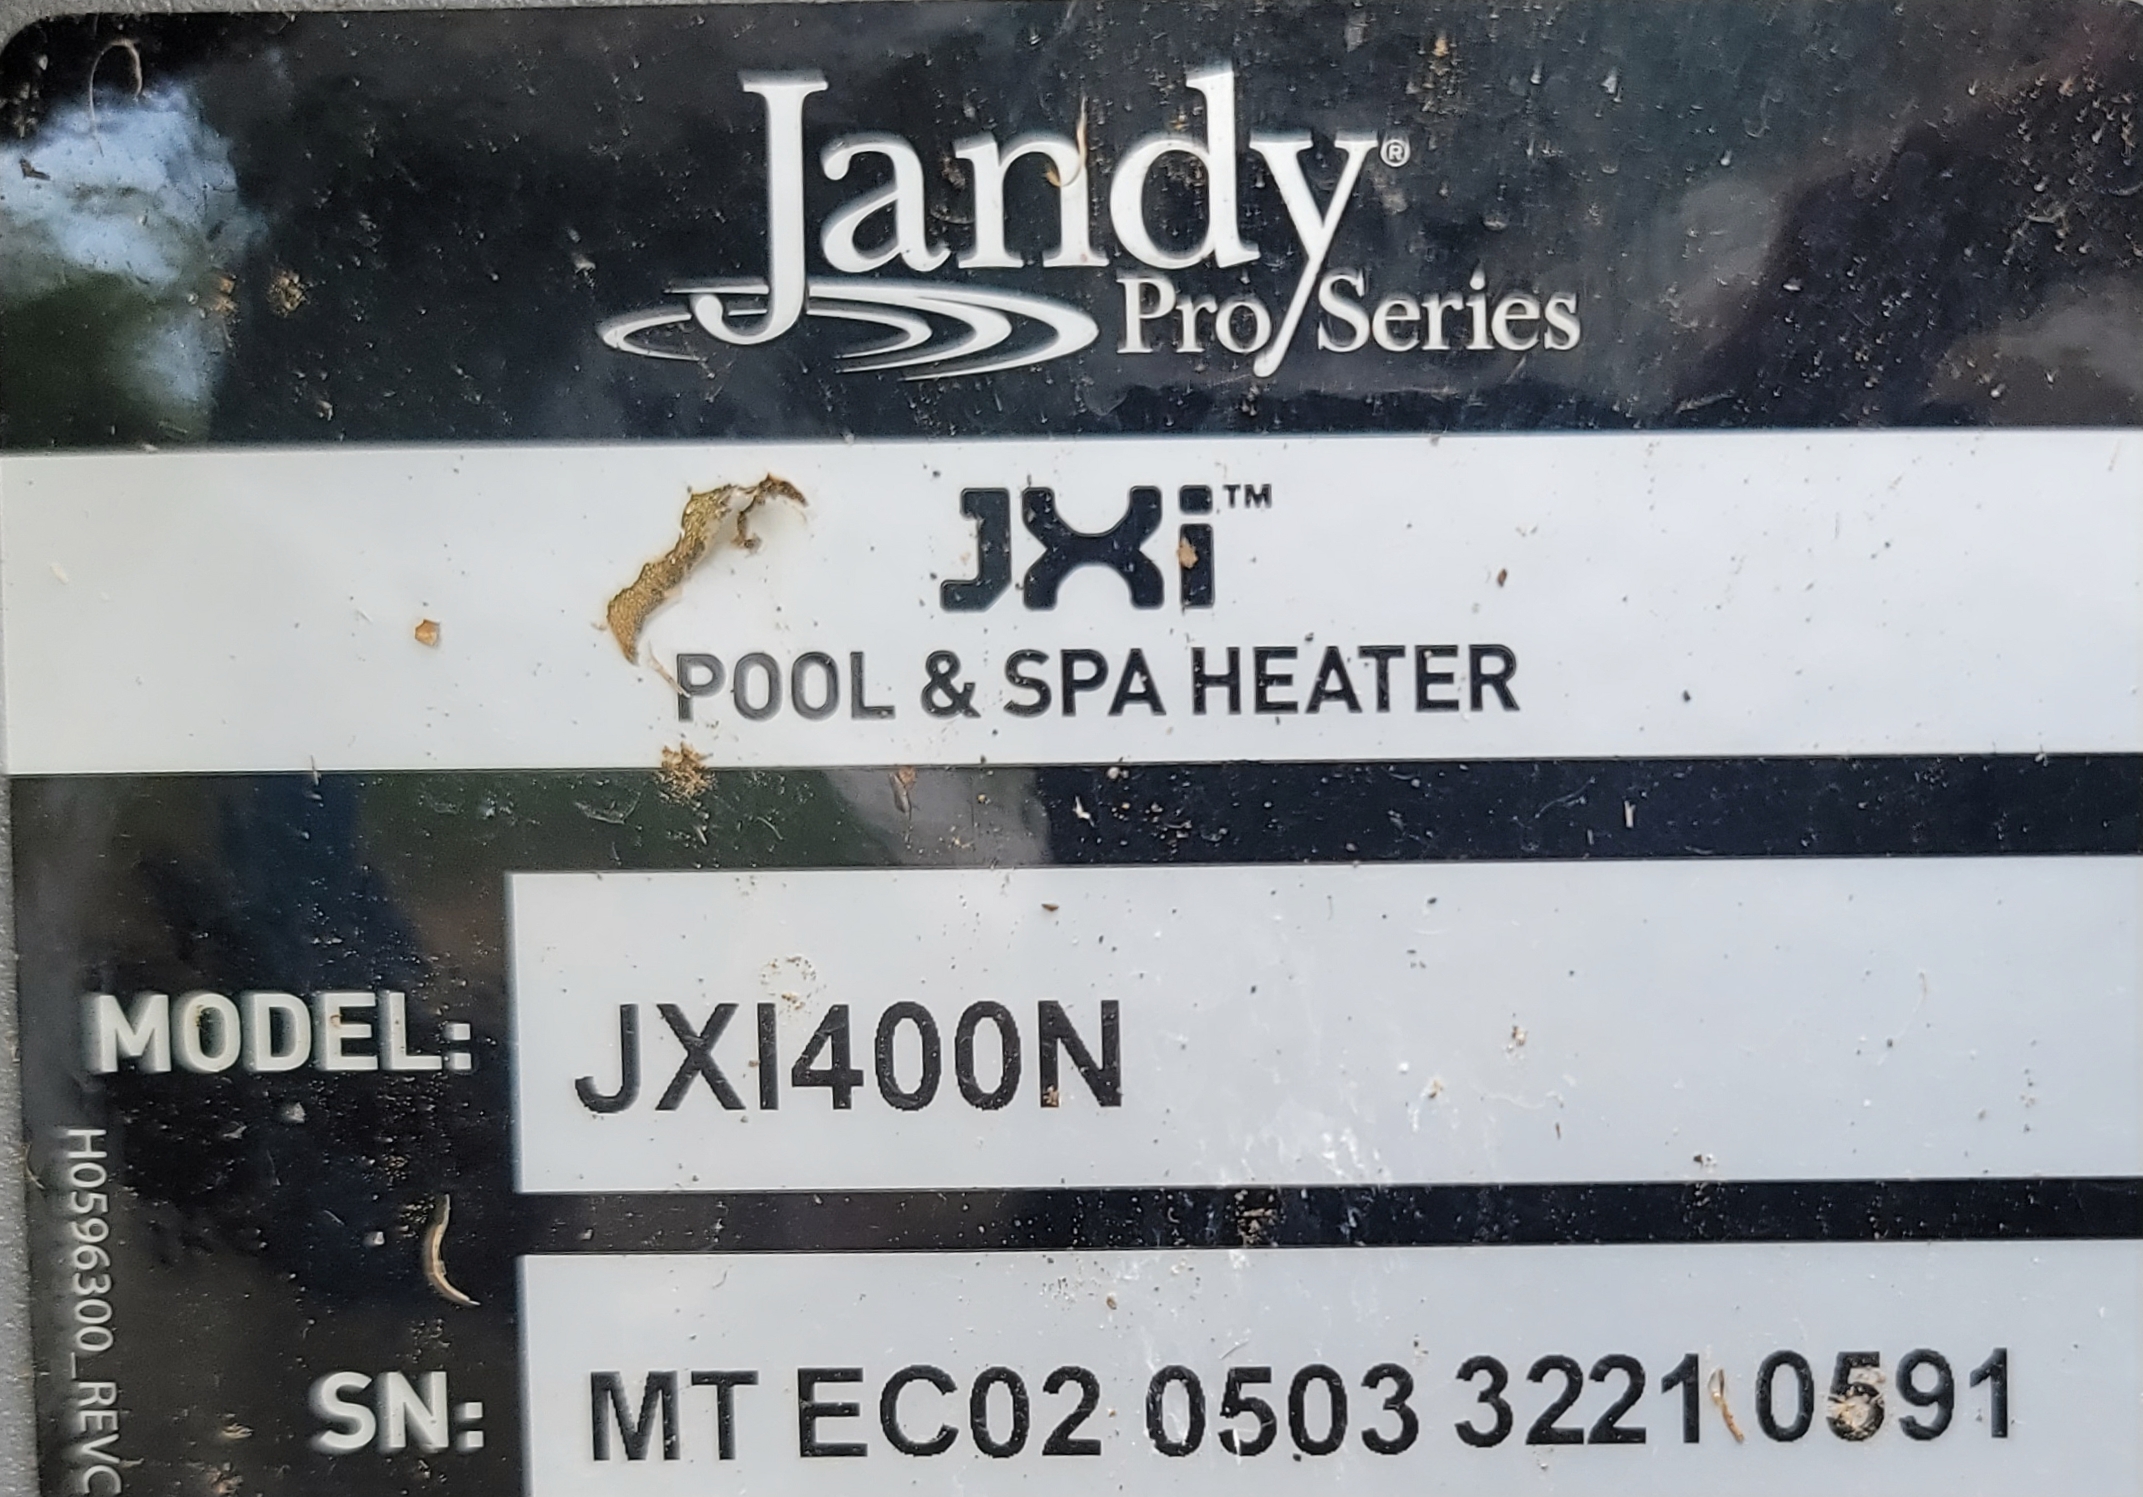 Jandy®
Pro Series
JXi™
POOL & SPA HEATER
MODEL: JXI400N
SN: MT EC02 0503 3221 0591
H0596300_REVC